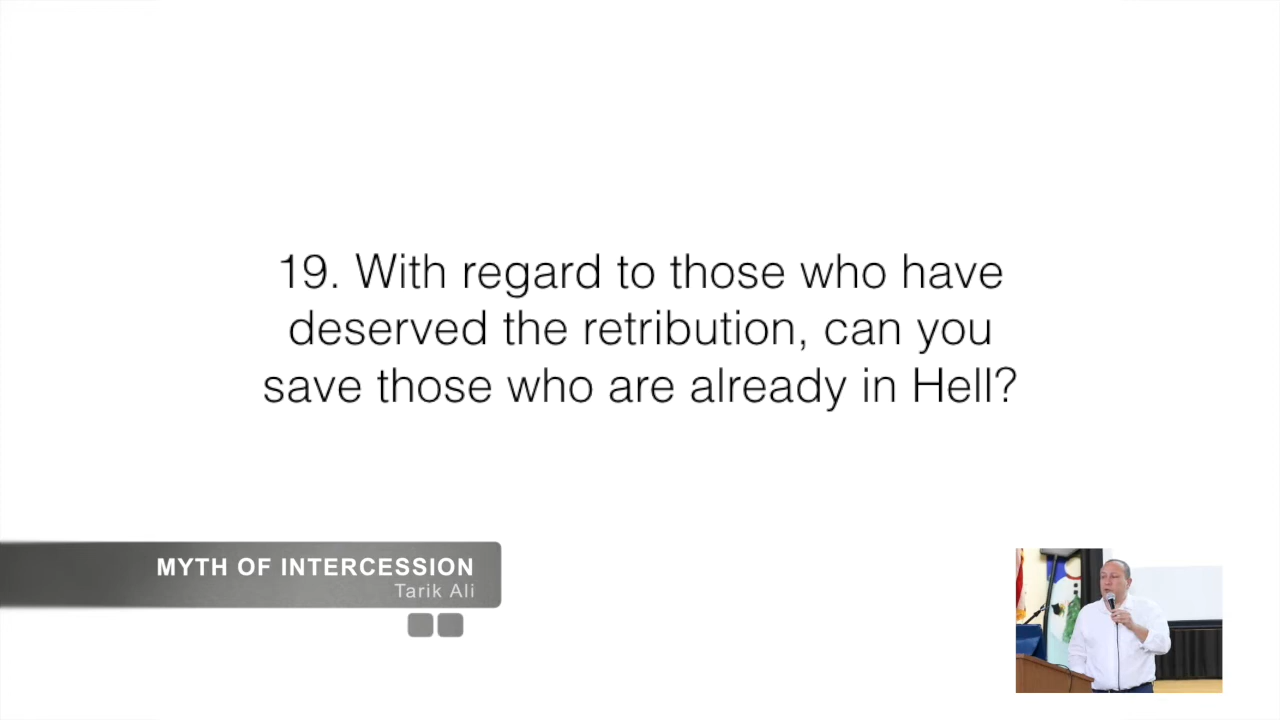 19. With regard to those who have
deserved the retribution, can you
save those who are already in Hell?
MYTH OF INTERCESSION
Tarik Ali